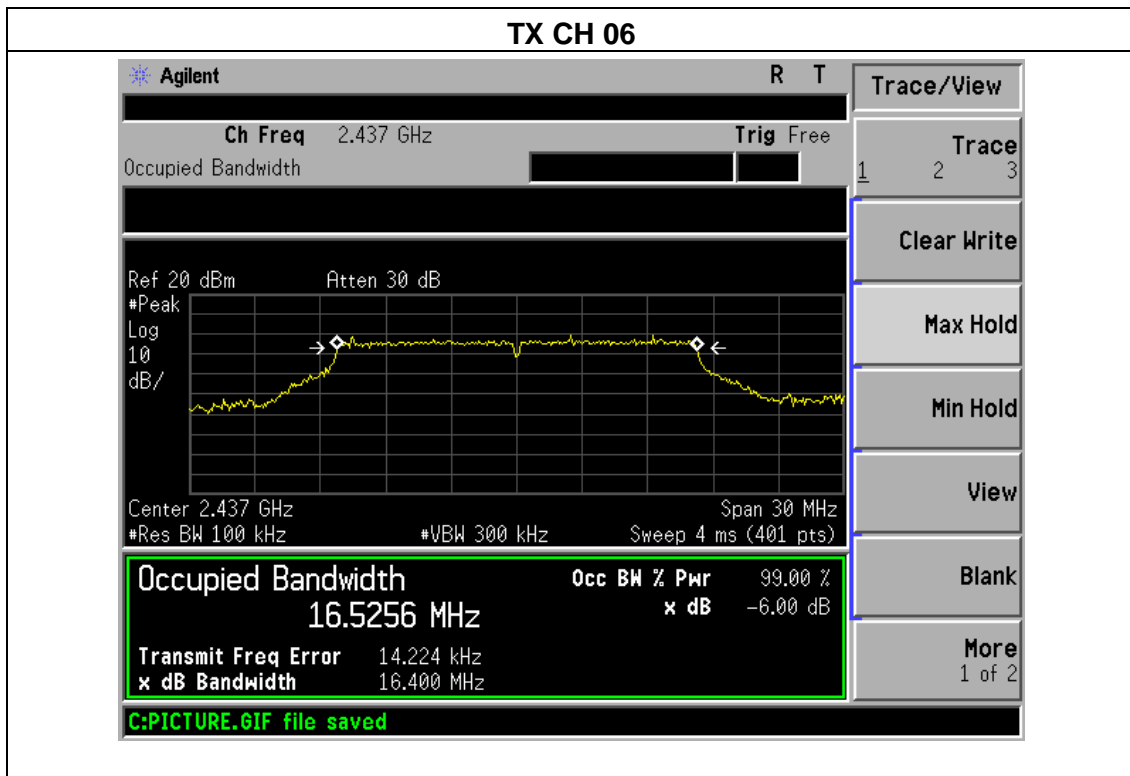 TX CH 06
Agilent R T
Trace/View
Ch Freq 2.437 GHz Trig Free
Occupied Bandwidth
Trace
1 2 3
Clear Write
Ref 20 dBm Atten 30 dB
#Peak
Log
10
dB/
Max Hold
Min Hold
View
Center 2.437 GHz Span 30 MHz
#Res BW 100 kHz #VBW 300 kHz Sweep 4 ms (401 pts)
Occupied Bandwidth Occ BW % Pwr 99.00 %
16.5256 MHz x dB -6.00 dB
Blank
Transmit Freq Error 14.224 kHz
x dB Bandwidth 16.400 MHz
More
1 of 2
C:PICTURE.GIF file saved